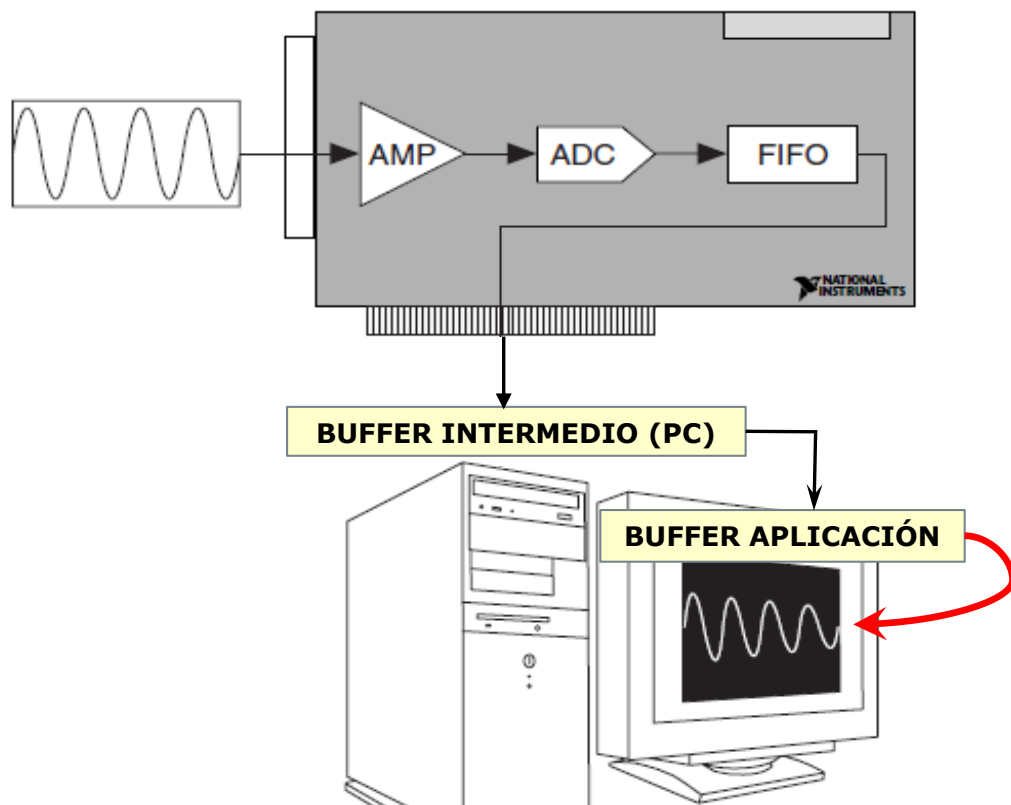 AMP
ADC
FIFO
NATIONAL
INSTRUMENTS
BUFFER INTERMEDIO (PC)
BUFFER APLICACIÓN